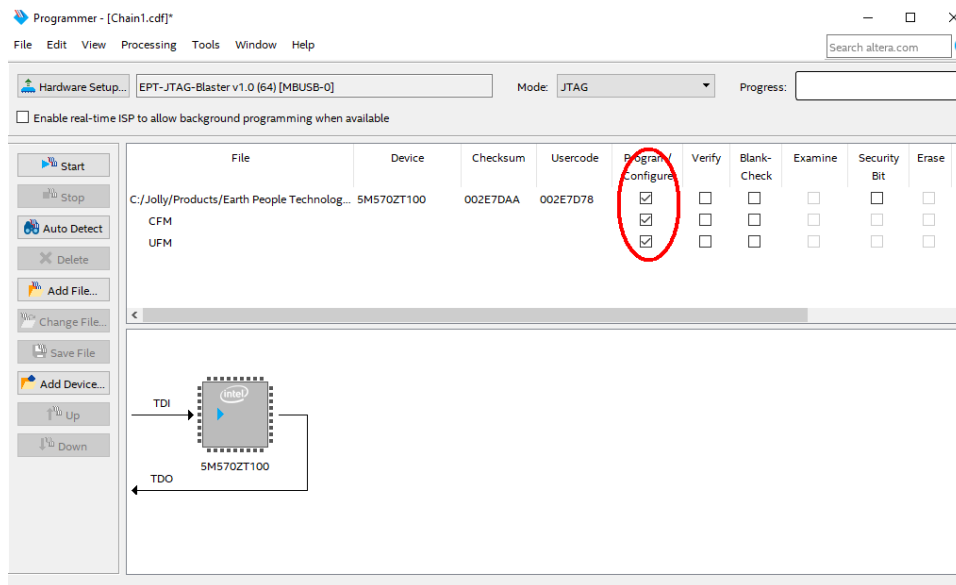 Programmer - [Chain1.cdf]*
File Edit View Processing Tools Window Help
Search altera.com
Hardware Setup... EPT-JTAG-Blaster v1.0 (64) [MBUSB-0] Mode: JTAG Progress:
Enable real-time ISP to allow background programming when available
File Device Checksum Usercode Program/ Configure Verify Blank- Check Examine Security Bit Erase
C:/Jolly/Products/Earth People Technolog... 5M570ZT100 002E7DAA 002E7D78
CFM
UFM
Start
Stop
Auto Detect
Delete
Add File...
Change File...
Save File
Add Device...
Up
Down
TDI
intel
5M570ZT100
TDO